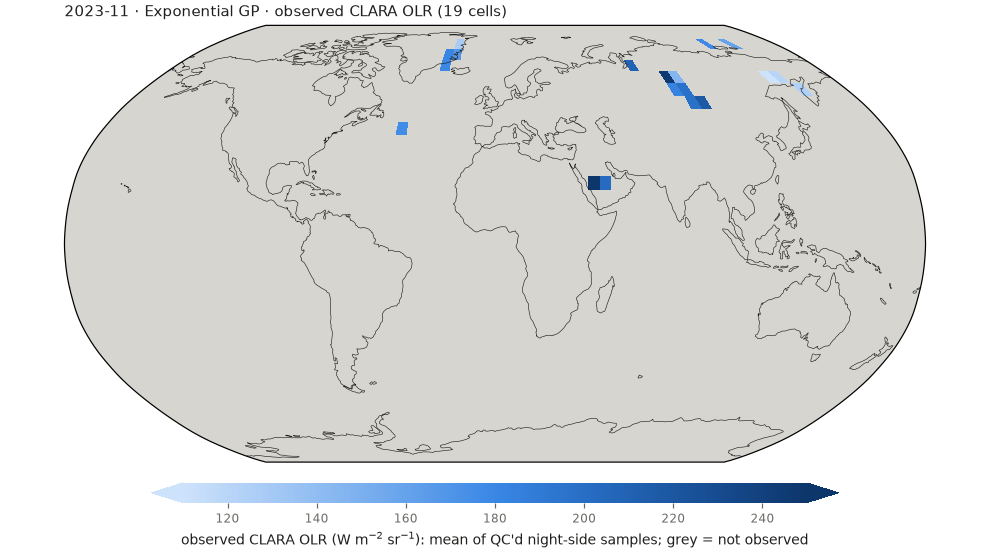 2023-11 · Exponential GP · observed CLARA OLR (19 cells)
120 140 160 180 200 220 240
observed CLARA OLR (W m⁻² sr⁻¹): mean of QC'd night-side samples; grey = not observed